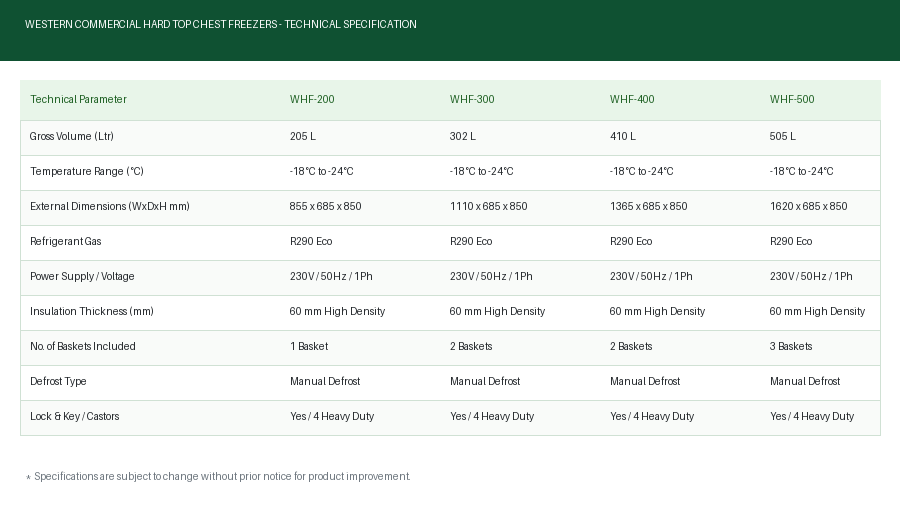 WESTERN COMMERCIAL HARD TOP CHEST FREEZERS - TECHNICAL SPECIFICATION
Technical Parameter WHF-200 WHF-300 WHF-400 WHF-500
Gross Volume (Ltr) 205 L 302 L 410 L 505 L
Temperature Range (°C) -18°C to -24°C -18°C to -24°C -18°C to -24°C -18°C to -24°C
External Dimensions (WxDxH mm) 855 x 685 x 850 1110 x 685 x 850 1365 x 685 x 850 1620 x 685 x 850
Refrigerant Gas R290 Eco R290 Eco R290 Eco R290 Eco
Power Supply / Voltage 230V / 50Hz / 1Ph 230V / 50Hz / 1Ph 230V / 50Hz / 1Ph 230V / 50Hz / 1Ph
Insulation Thickness (mm) 60 mm High Density 60 mm High Density 60 mm High Density 60 mm High Density
No. of Baskets Included 1 Basket 2 Baskets 2 Baskets 3 Baskets
Defrost Type Manual Defrost Manual Defrost Manual Defrost Manual Defrost
Lock & Key / Castors Yes / 4 Heavy Duty Yes / 4 Heavy Duty Yes / 4 Heavy Duty Yes / 4 Heavy Duty
* Specifications are subject to change without prior notice for product improvement.